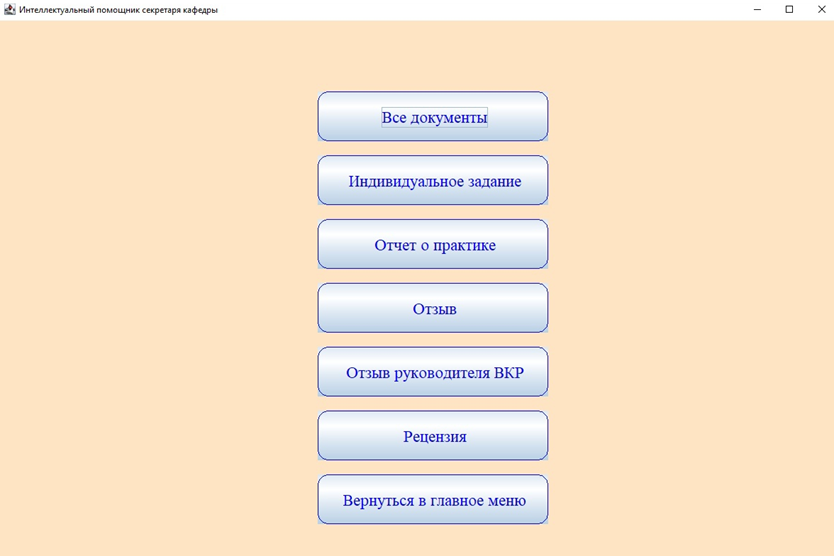 Интеллектуальный помощник секретаря кафедры
Все документы
Индивидуальное задание
Отчет о практике
Отзыв
Отзыв руководителя ВКР
Рецензия
Вернуться в главное меню